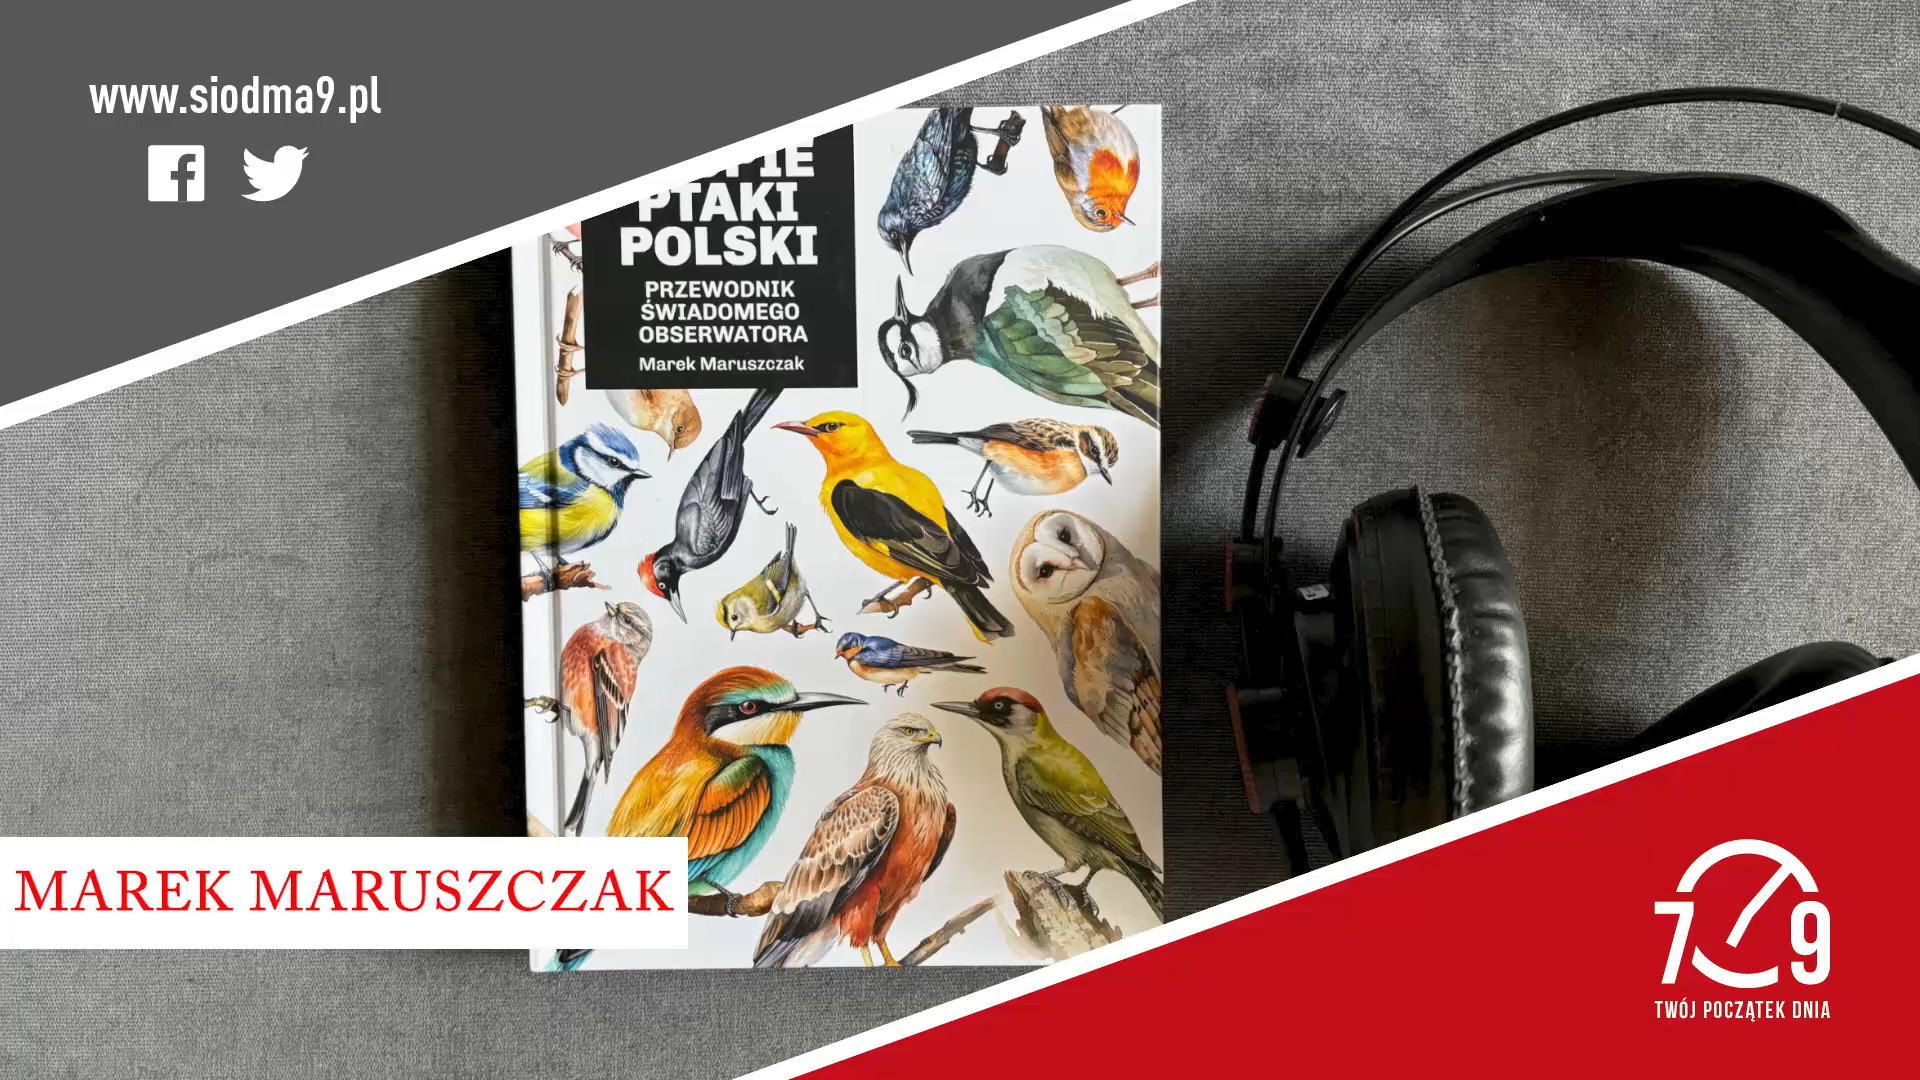 www.siodma9.pl
PTAKI
POLSKI
PRZEWODNIK
ŚWIADOMEGO
OBSERWATORA
Marek Maruszczak
MAREK MARUSZCZAK
7 9
TWÓJ POCZĄTEK DNIA